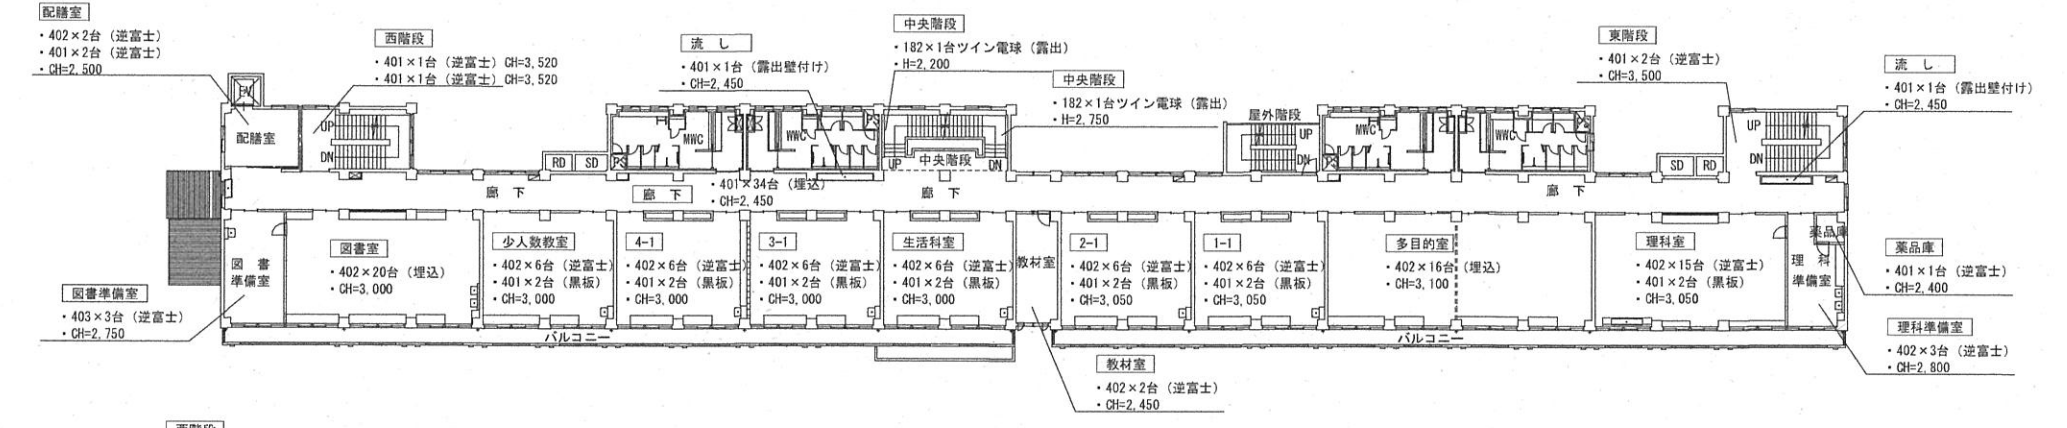 配膳室
・402×2台（逆富士）
・401×2台（逆富士）
・CH=2,500
西階段
・401×1台（逆富士）CH=3,520
・401×1台（逆富士）CH=3,520
流し
・401×1台（露出壁付け）
・CH=2,450
中央階段
・182×1台ツイン電球（露出）
・H=2,200
中央階段
・182×1台ツイン電球（露出）
・H=2,750
東階段
・401×2台（逆富士）
・CH=3,500
流し
・401×1台（露出壁付け）
・CH=2,450
EV
配膳室
UP
DN
RD
SD
PS
MWC
WWC
PS
UP
中央階段
DN
屋外階段
UP
DN
PS
MWC
WWC
SD
RD
UP
DN
廊下
廊下
・401×34台（埋込）
・CH=2,450
廊下
廊下
図書準備室
図書室
・402×20台（埋込）
・CH=3,000
少人数教室
・402×6台（逆富士）
・401×2台（黒板）
・CH=3,000
4-1
・402×6台（逆富士）
・401×2台（黒板）
・CH=3,000
3-1
・402×6台（逆富士）
・401×2台（黒板）
・CH=3,000
生活科室
・402×6台（逆富士）
・401×2台（黒板）
・CH=3,000
教材室
2-1
・402×6台（逆富士）
・401×2台（黒板）
・CH=3,050
1-1
・402×6台（逆富士）
・401×2台（黒板）
・CH=3,050
多目的室
・402×16台（埋込）
・CH=3,100
理科室
・402×15台（逆富士）
・401×2台（黒板）
・CH=3,050
薬品庫
理科
準備室
薬品庫
・401×1台（逆富士）
・CH=2,400
図書準備室
・403×3台（逆富士）
・CH=2,750
理科準備室
・402×3台（逆富士）
・CH=2,800
バルコニー
バルコニー
教材室
・402×2台（逆富士）
・CH=2,450